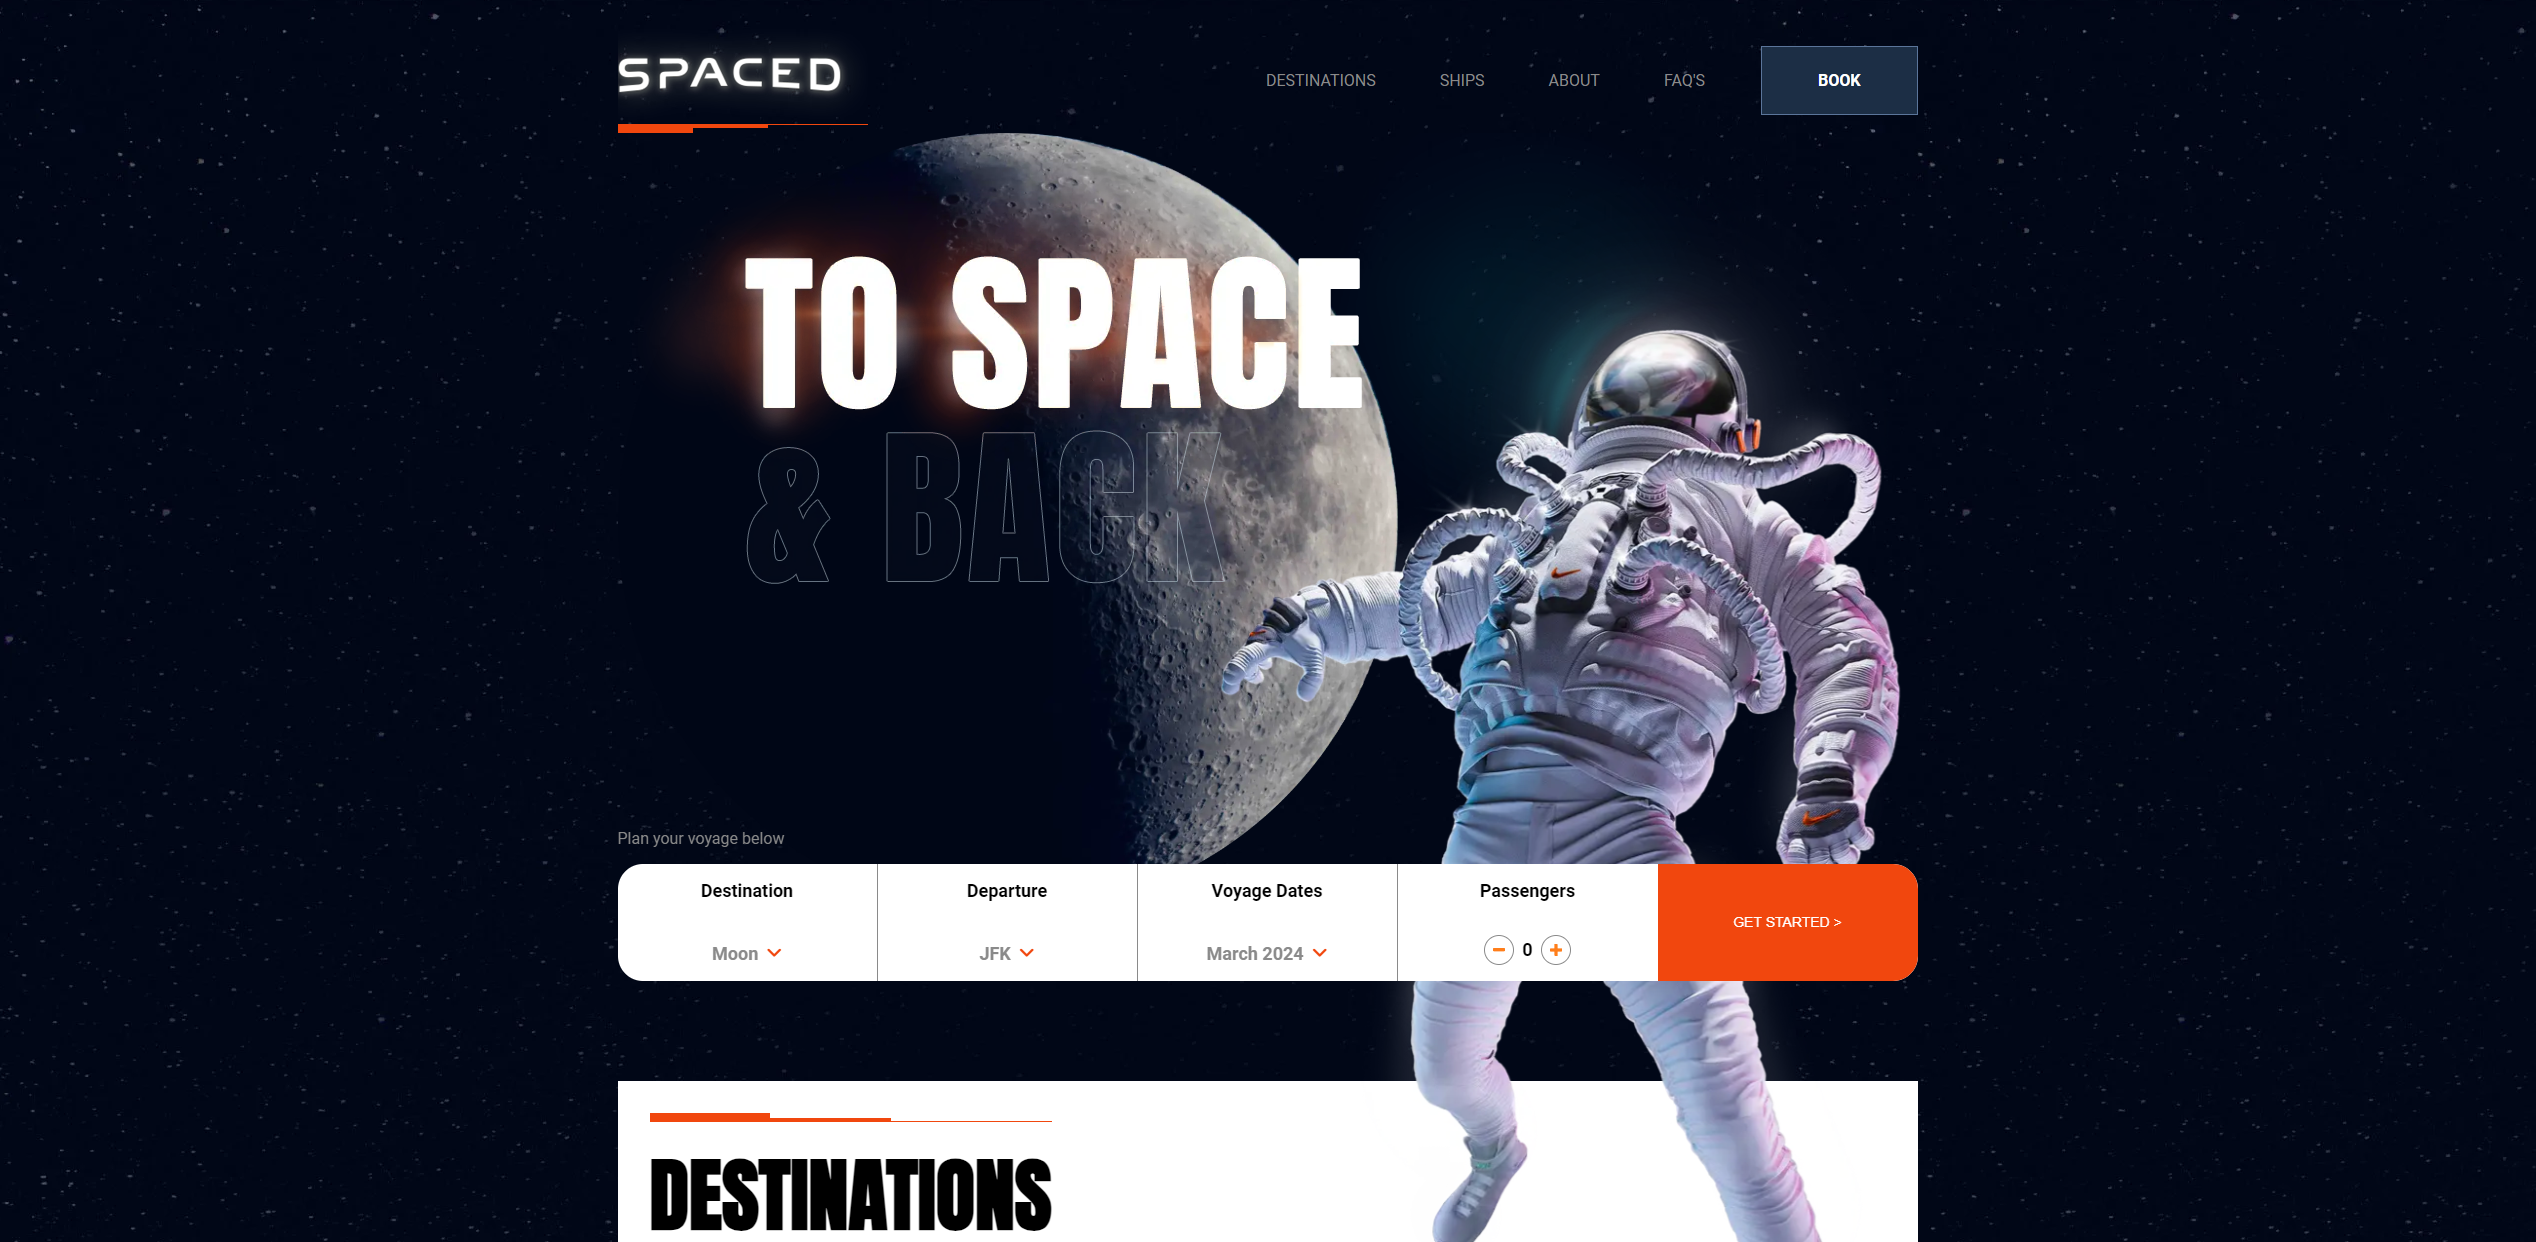 SPACED
DESTINATIONS SHIPS ABOUT FAQ'S BOOK
TO SPACE
& BACK
Plan your voyage below
Destination Departure Voyage Dates Passengers
GET STARTED >
Moon JFK March 2024 0
DESTINATIONS